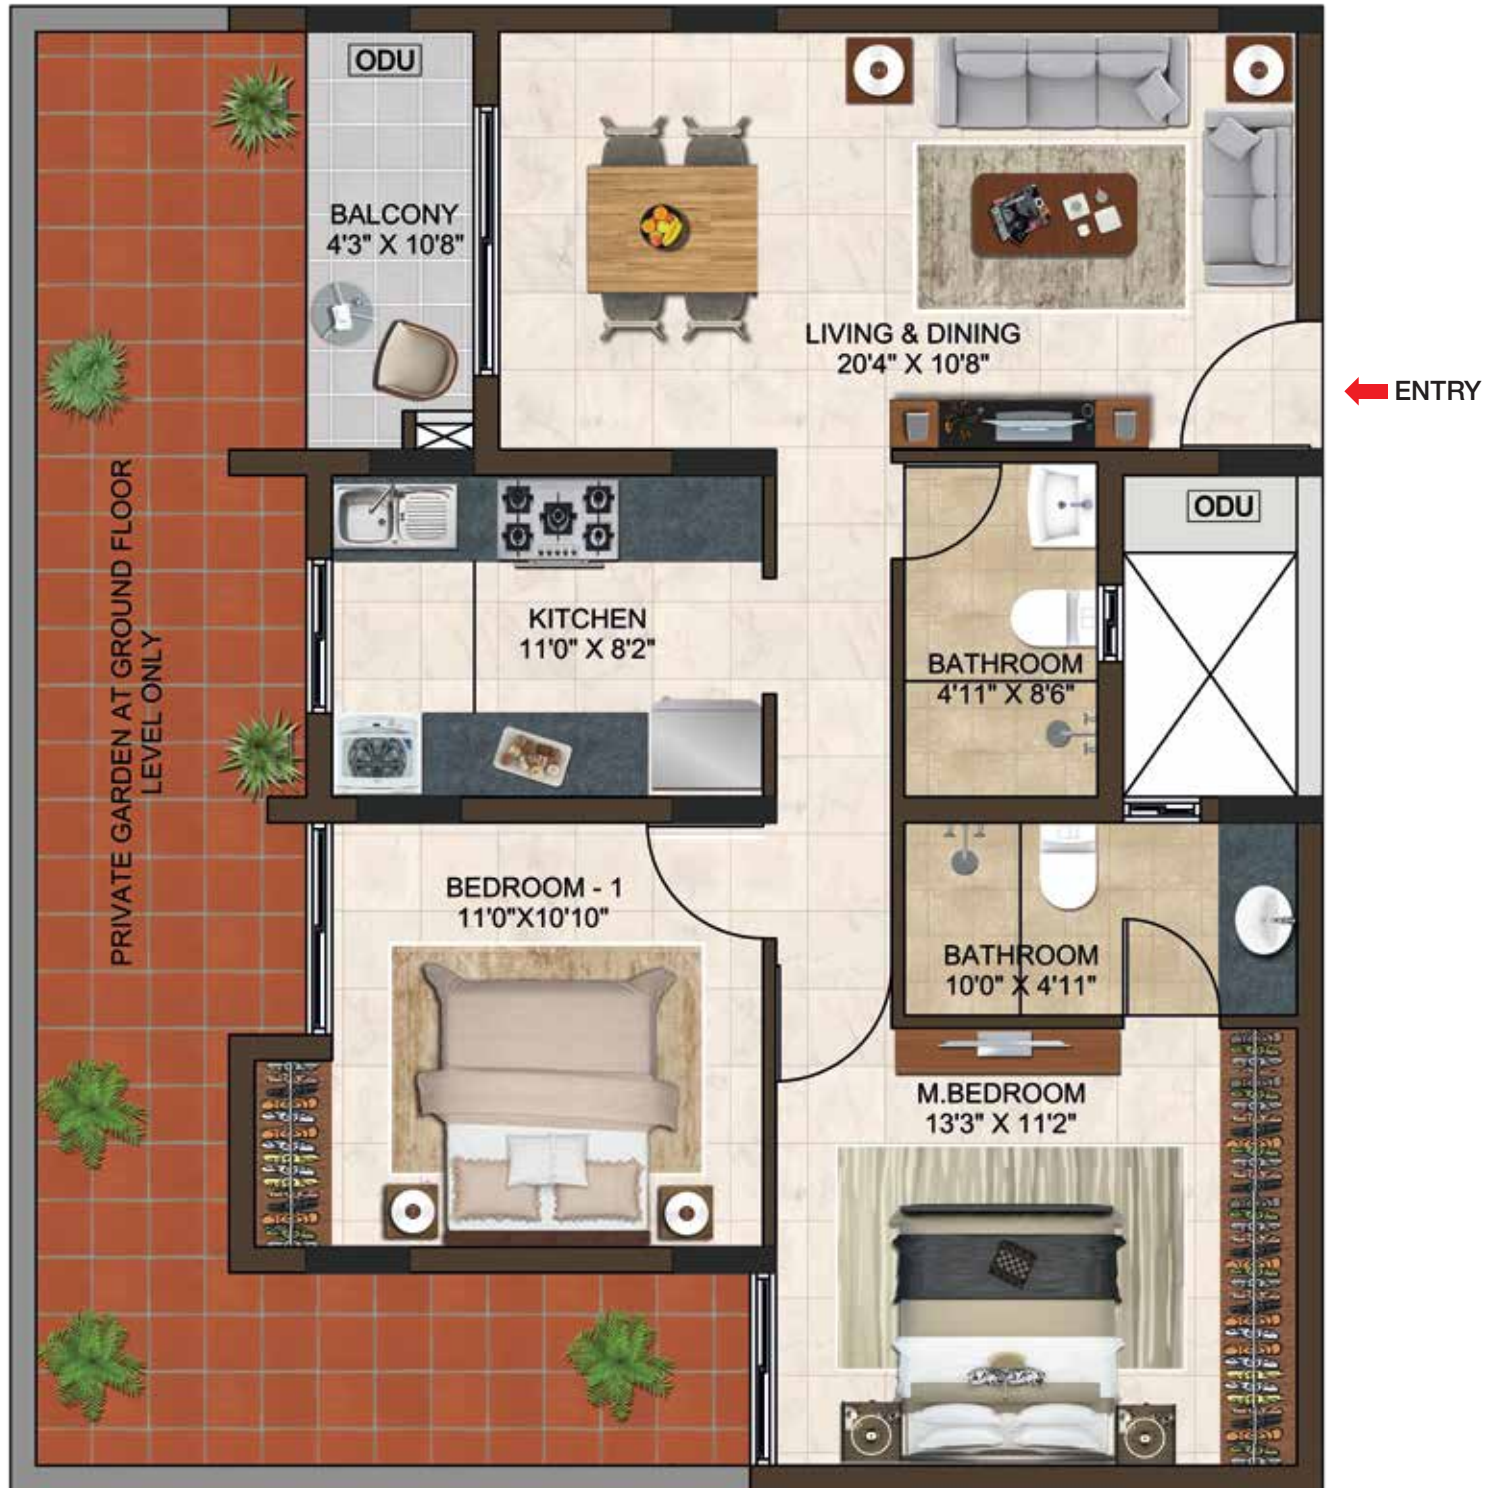 ODU
BALCONY
4'3" X 10'8"
LIVING & DINING
20'4" X 10'8"
ENTRY
ODU
KITCHEN
11'0" X 8'2"
BATHROOM
4'11" X 8'6"
PRIVATE GARDEN AT GROUND FLOOR
LEVEL ONLY
BEDROOM - 1
11'0"X10'10"
BATHROOM
10'0" X 4'11"
M.BEDROOM
13'3" X 11'2"